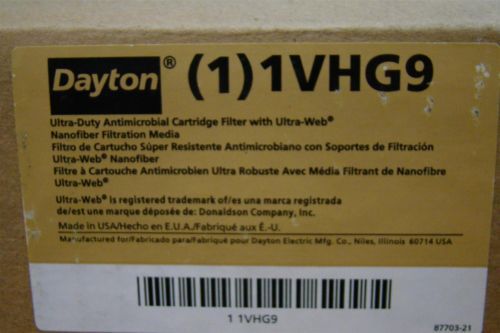 Dayton® (1)1VHG9
Ultra-Duty Antimicrobial Cartridge Filter with Ultra-Web®
Nanofiber Filtration Media
Filtro de Cartucho Súper Resistente Antimicrobiano con Soportes de Filtración
Ultra-Web® Nanofiber
Filtre à Cartouche Antimicrobien Ultra Robuste Avec Média Filtrant de Nanofibre
Ultra-Web®
Ultra-Web® is registered trademark of/es una marca registrada
de/est une marque déposée de: Donaldson Company, Inc.
Made in USA/Hecho en E.U.A./Fabriqué aux É.-U.
Manufactured for/Fabricado para/Fabriqué pour Dayton Electric Mfg. Co., Niles, Illinois 60714 USA
1 1VHG9
87703-21